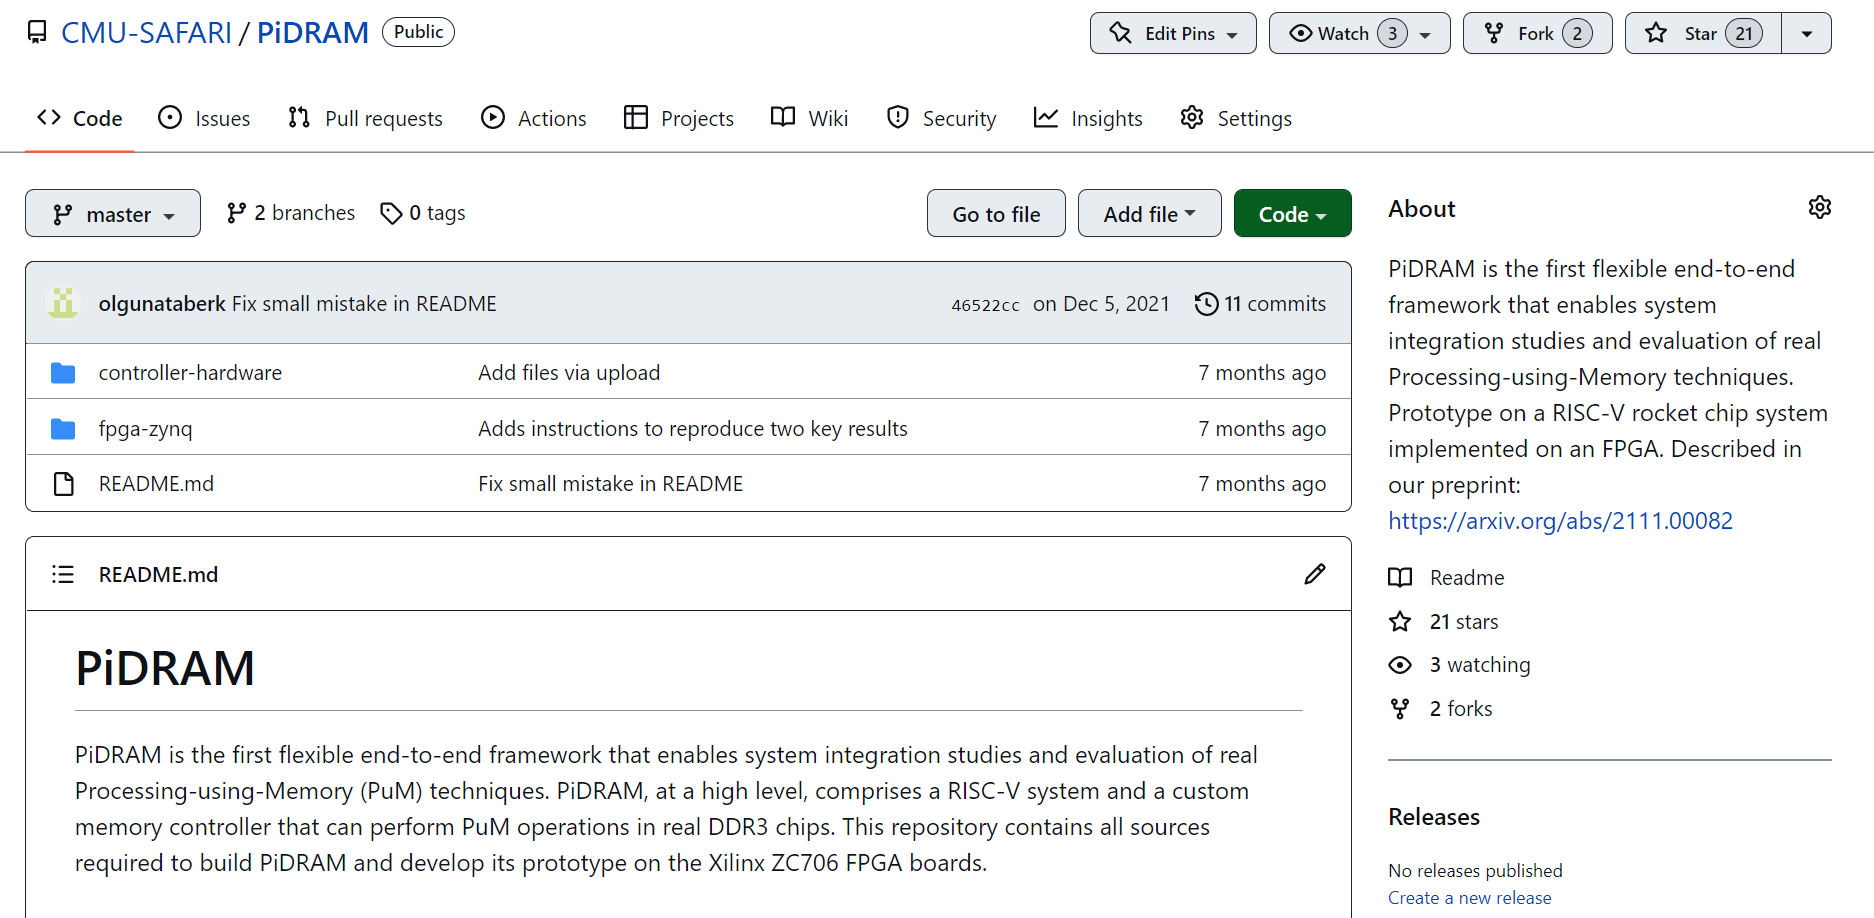 CMU-SAFARI / PiDRAM Public
Edit Pins Watch 3 Fork 2 Star 21
Code Issues Pull requests Actions Projects Wiki Security Insights Settings
master 2 branches 0 tags Go to file Add file Code
olgunataberk Fix small mistake in README 46522cc on Dec 5, 2021 11 commits
controller-hardware Add files via upload 7 months ago
fpga-zynq Adds instructions to reproduce two key results 7 months ago
README.md Fix small mistake in README 7 months ago
README.md
PiDRAM
PiDRAM is the first flexible end-to-end framework that enables system integration studies and evaluation of real
Processing-using-Memory (PuM) techniques. PiDRAM, at a high level, comprises a RISC-V system and a custom
memory controller that can perform PuM operations in real DDR3 chips. This repository contains all sources
required to build PiDRAM and develop its prototype on the Xilinx ZC706 FPGA boards.
About
PiDRAM is the first flexible end-to-end
framework that enables system
integration studies and evaluation of real
Processing-using-Memory techniques.
Prototype on a RISC-V rocket chip system
implemented on an FPGA. Described in
our preprint:
https://arxiv.org/abs/2111.00082
Readme
21 stars
3 watching
2 forks
Releases
No releases published
Create a new release